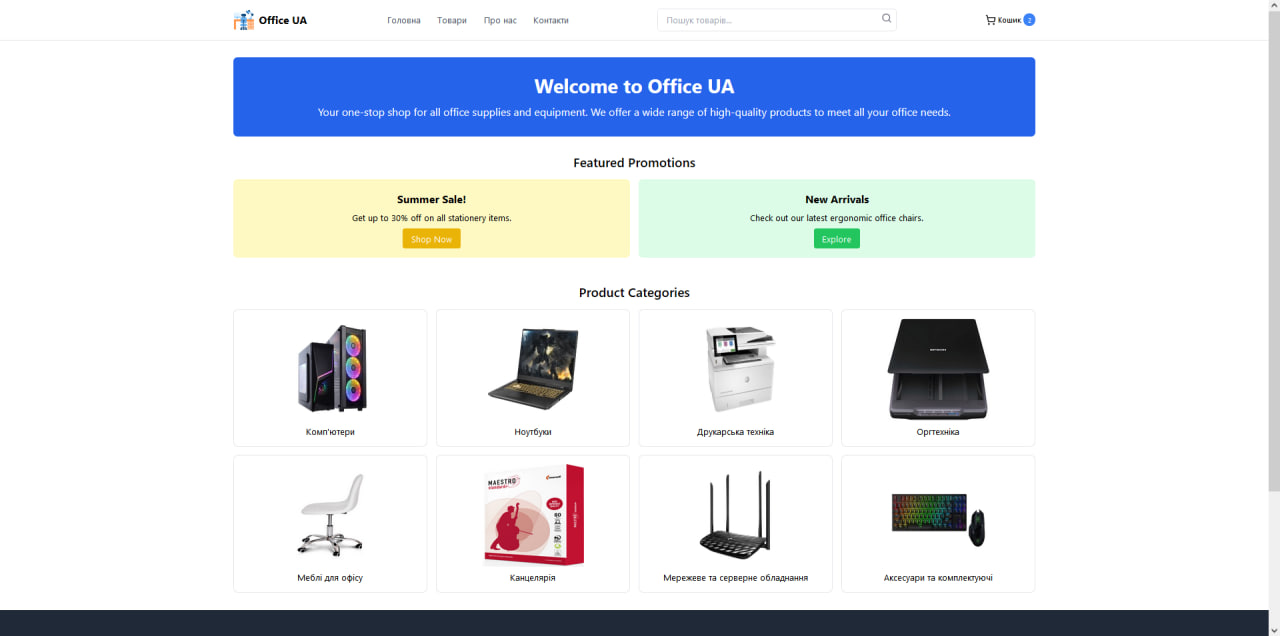 Office UA
Головна
Товари
Про нас
Контакти
Пошук товарів...
Кошик
2
Welcome to Office UA
Your one-stop shop for all office supplies and equipment. We offer a wide range of high-quality products to meet all your office needs.
Featured Promotions
Summer Sale!
Get up to 30% off on all stationery items.
Shop Now
New Arrivals
Check out our latest ergonomic office chairs.
Explore
Product Categories
Комп'ютери
Ноутбуки
Друкарська техніка
Оргтехніка
MAESTRO
Меблі для офісу
Канцелярія
Мережеве та серверне обладнання
Аксесуари та комплектуючі